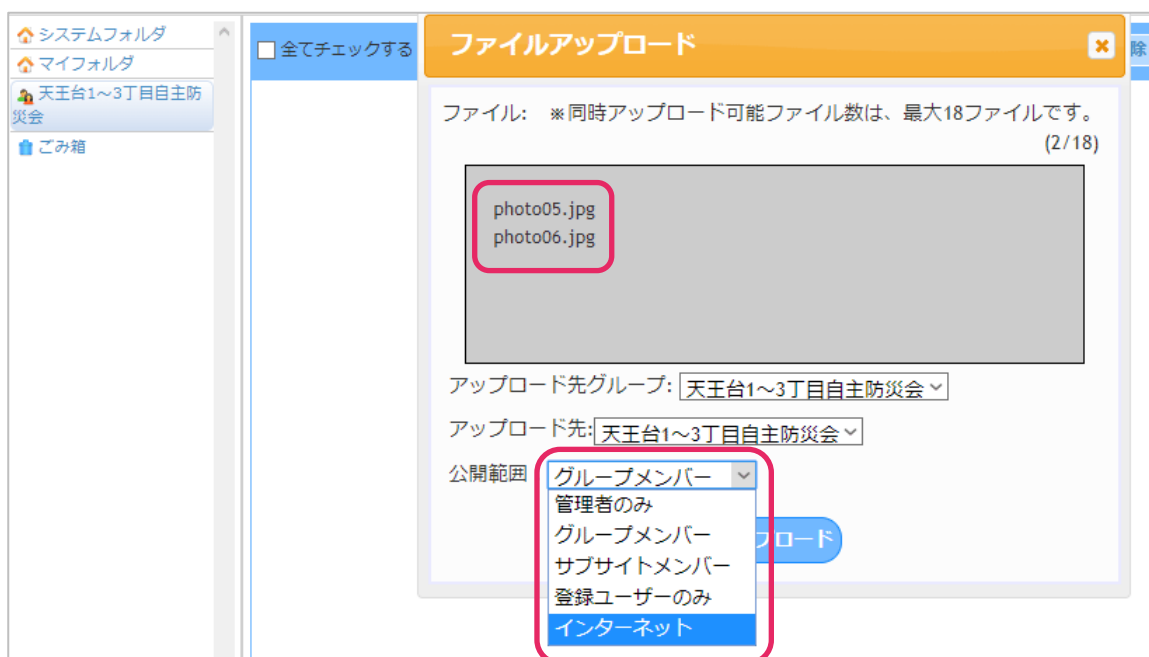 システムフォルダ
マイフォルダ
天王台1～3丁目自主防
災会
ごみ箱
全てチェックする
除
ファイルアップロード
ファイル: ※同時アップロード可能ファイル数は、最大18ファイルです。
(2/18)
photo05.jpg
photo06.jpg
アップロード先グループ: 天王台1～3丁目自主防災会
アップロード先: 天王台1～3丁目自主防災会
公開範囲 グループメンバー
管理者のみ
グループメンバー
プロード
サブサイトメンバー
登録ユーザーのみ
インターネット